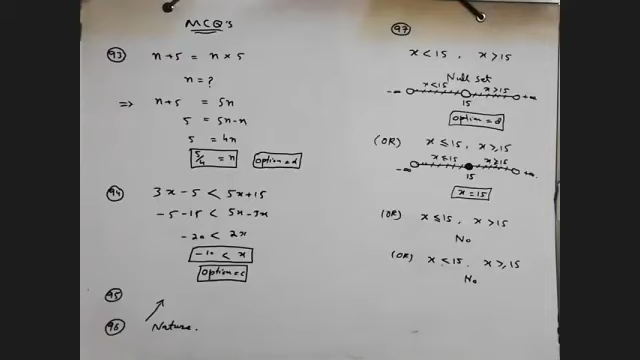 MCQ's
93) n+5 = n×5
n = ?
⇒ n+5 = 5n
5 = 5n-n
5 = 4n
5/4 = n Option = d
94) 3x-5 < 5x+15
-5-15 < 5x-3x
-20 < 2x
-10 < x
Option = c
95)
96) Nature.
97)
x<15 , x>15
Null set
x<15 x>15
-∞ 15 +∞
Option = d
(OR) x≤15 , x≥15
x≤15 x≥15
-∞ 15 +∞
x=15
(OR) x≤15 , x>15
No
(OR) x<15 , x≥15
No